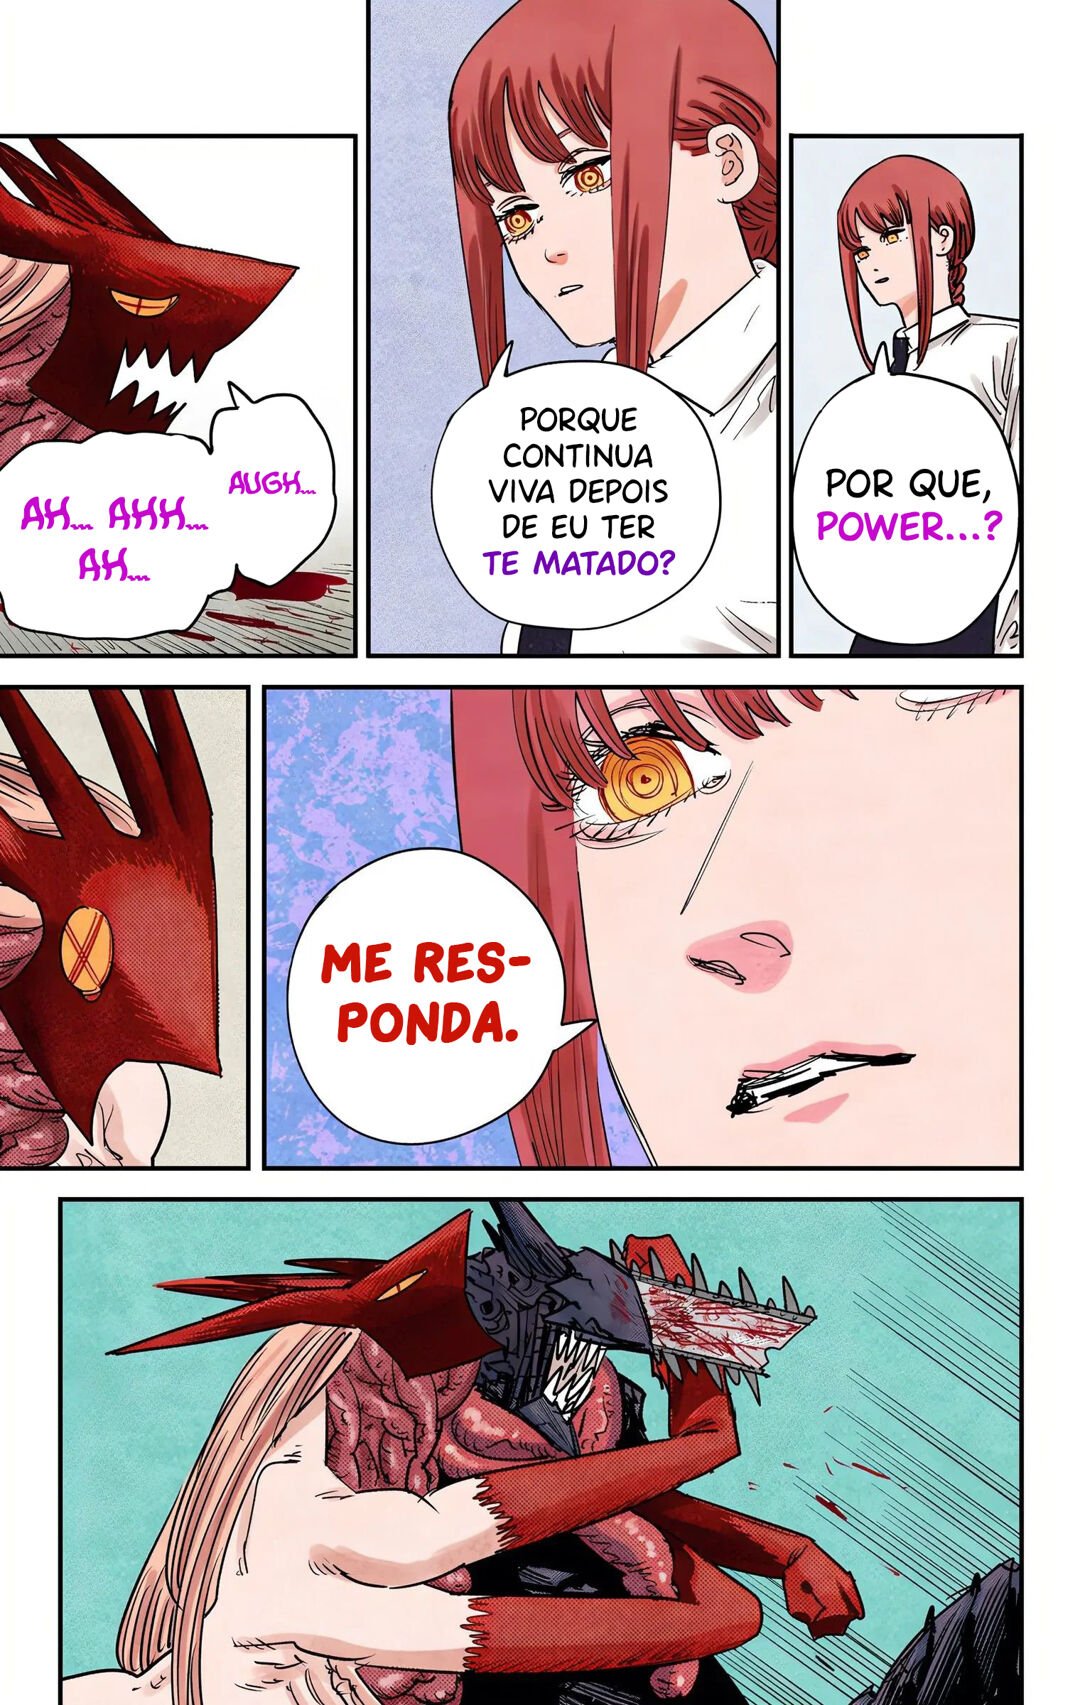 POR QUE,
POWER...?
PORQUE
CONTINUA
VIVA DEPOIS
DE EU TER
TE MATADO?
AUGH...
AH... AHH...
AH...
ME RES-
PONDA.